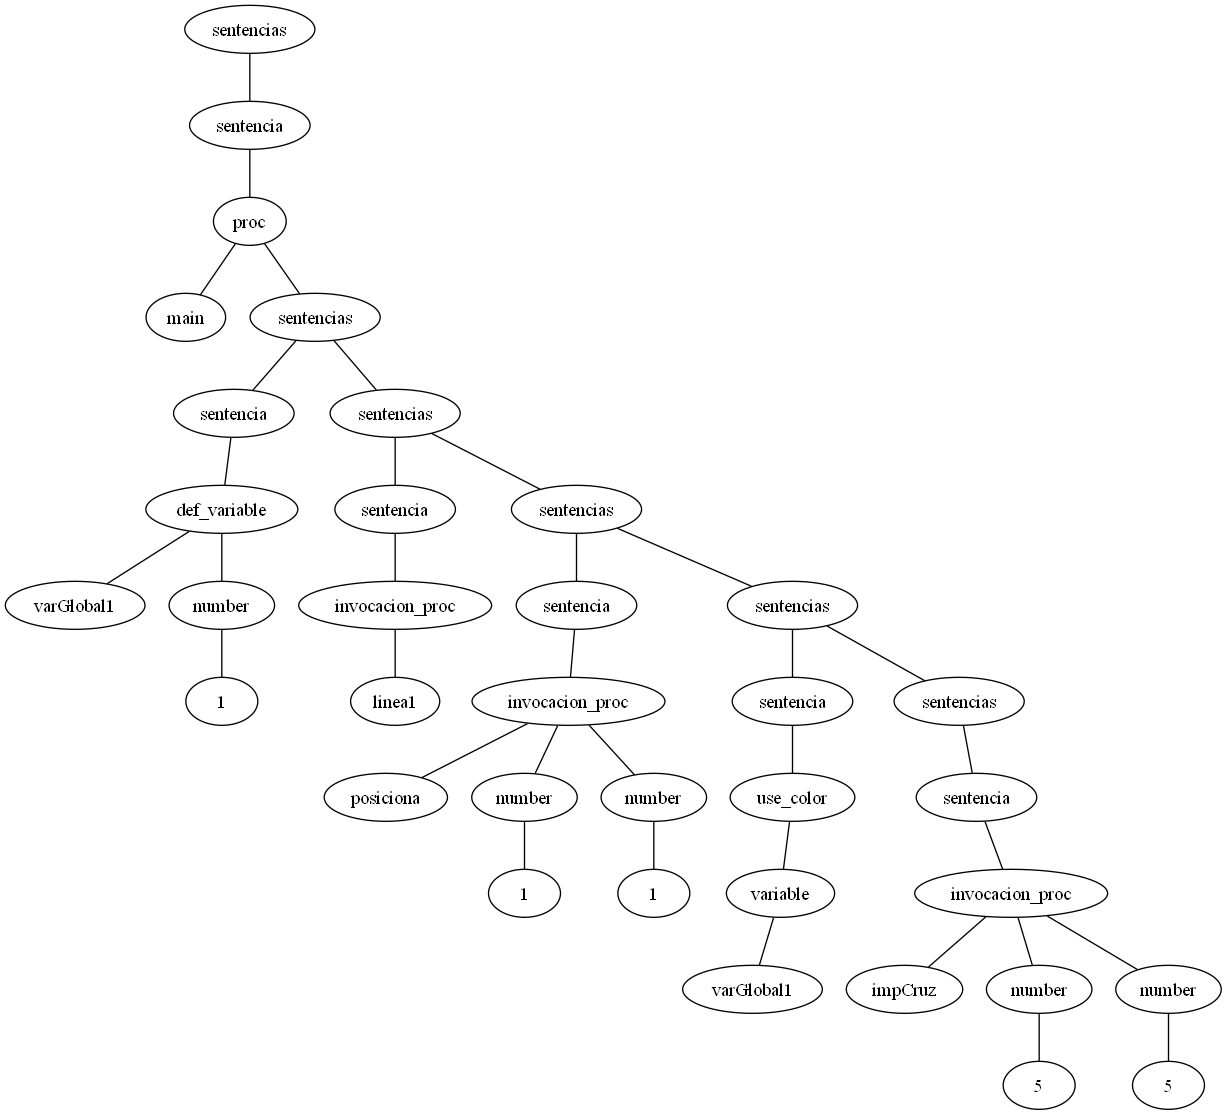 sentencias
sentencia
proc
main
sentencias
sentencia
sentencias
def_variable
sentencia
sentencias
varGlobal1
number
invocacion_proc
sentencia
sentencias
1
linea1
invocacion_proc
sentencia
sentencias
posiciona
number
number
use_color
sentencia
1
1
variable
invocacion_proc
varGlobal1
impCruz
number
number
5
5